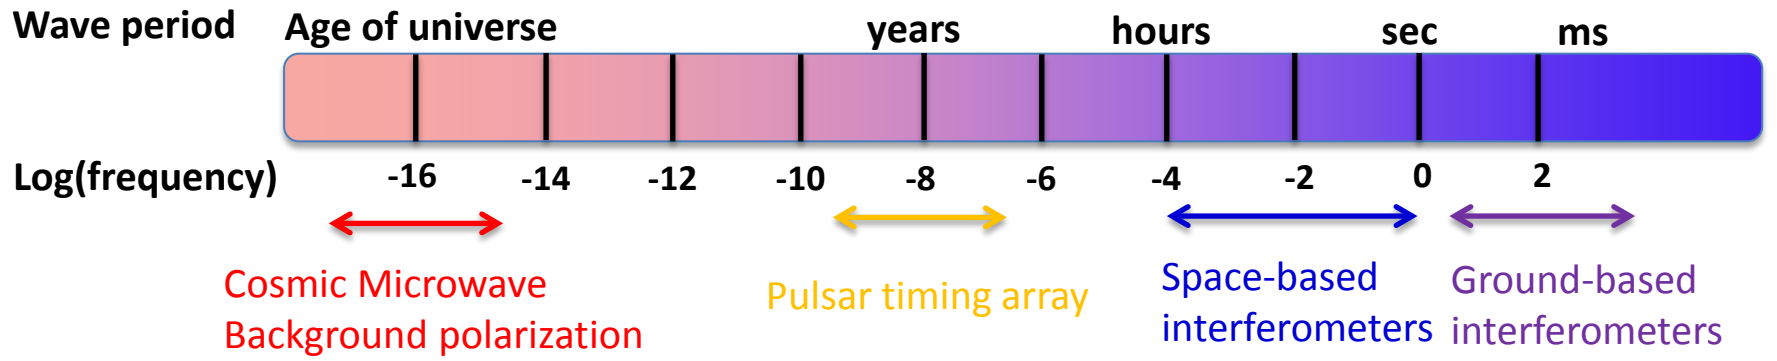 Wave period Age of universe years hours sec ms
Log(frequency) -16 -14 -12 -10 -8 -6 -4 -2 0 2
Cosmic Microwave
Background polarization
Pulsar timing array
Space-based
interferometers
Ground-based
interferometers